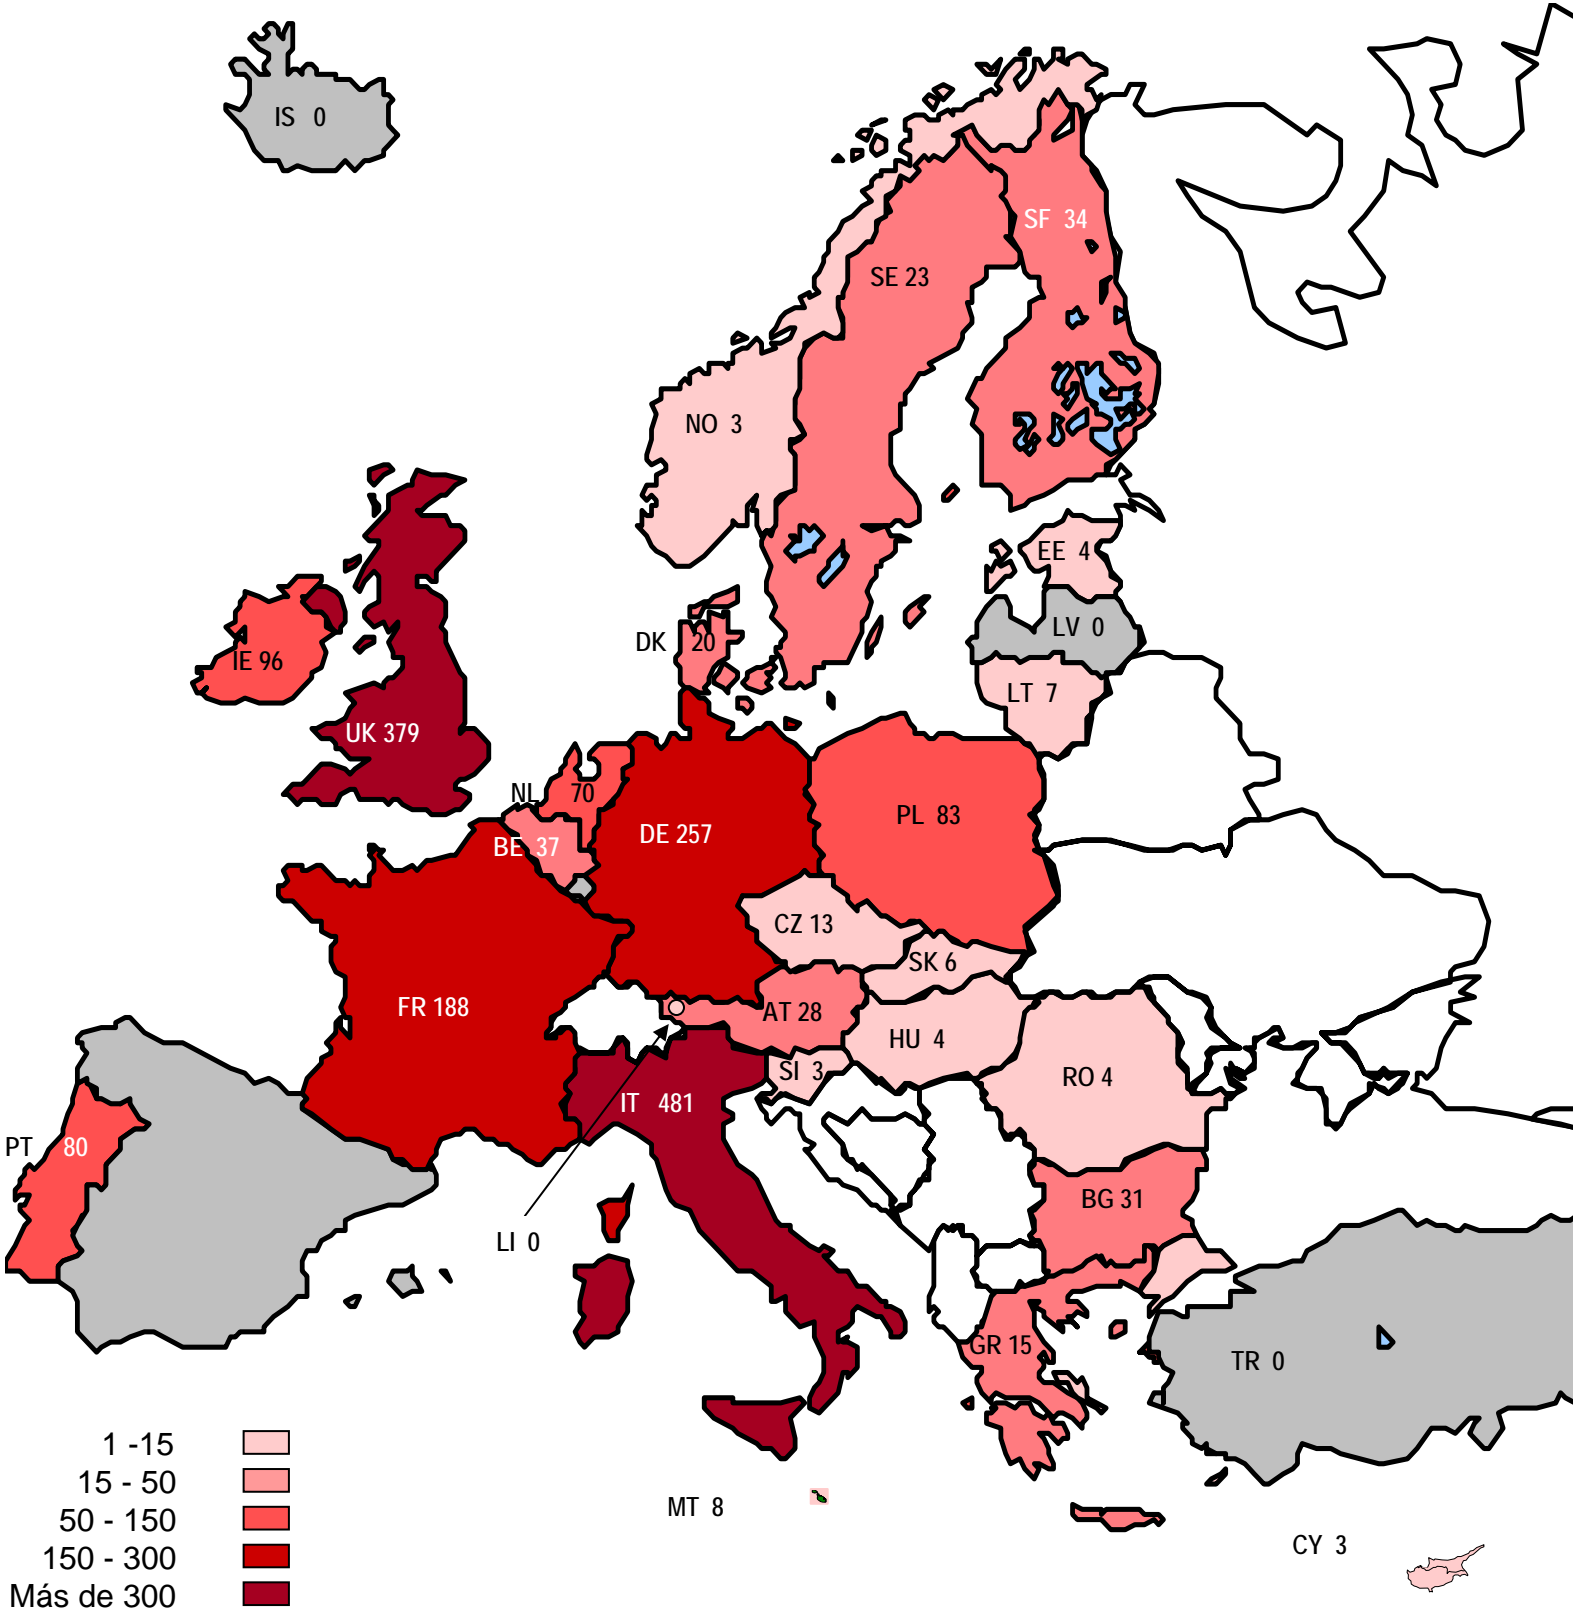 IS 0
SF 34
SE 23
NO 3
EE 4
LV 0
DK 20
IE 96
LT 7
UK 379
NL 70
PL 83
DE 257
BE 37
CZ 13
SK 6
FR 188
AT 28
HU 4
SI 3
RO 4
IT 481
PT 80
BG 31
LI 0
GR 15
TR 0
1 -15
15 - 50
MT 8
50 - 150
CY 3
150 - 300
Más de 300